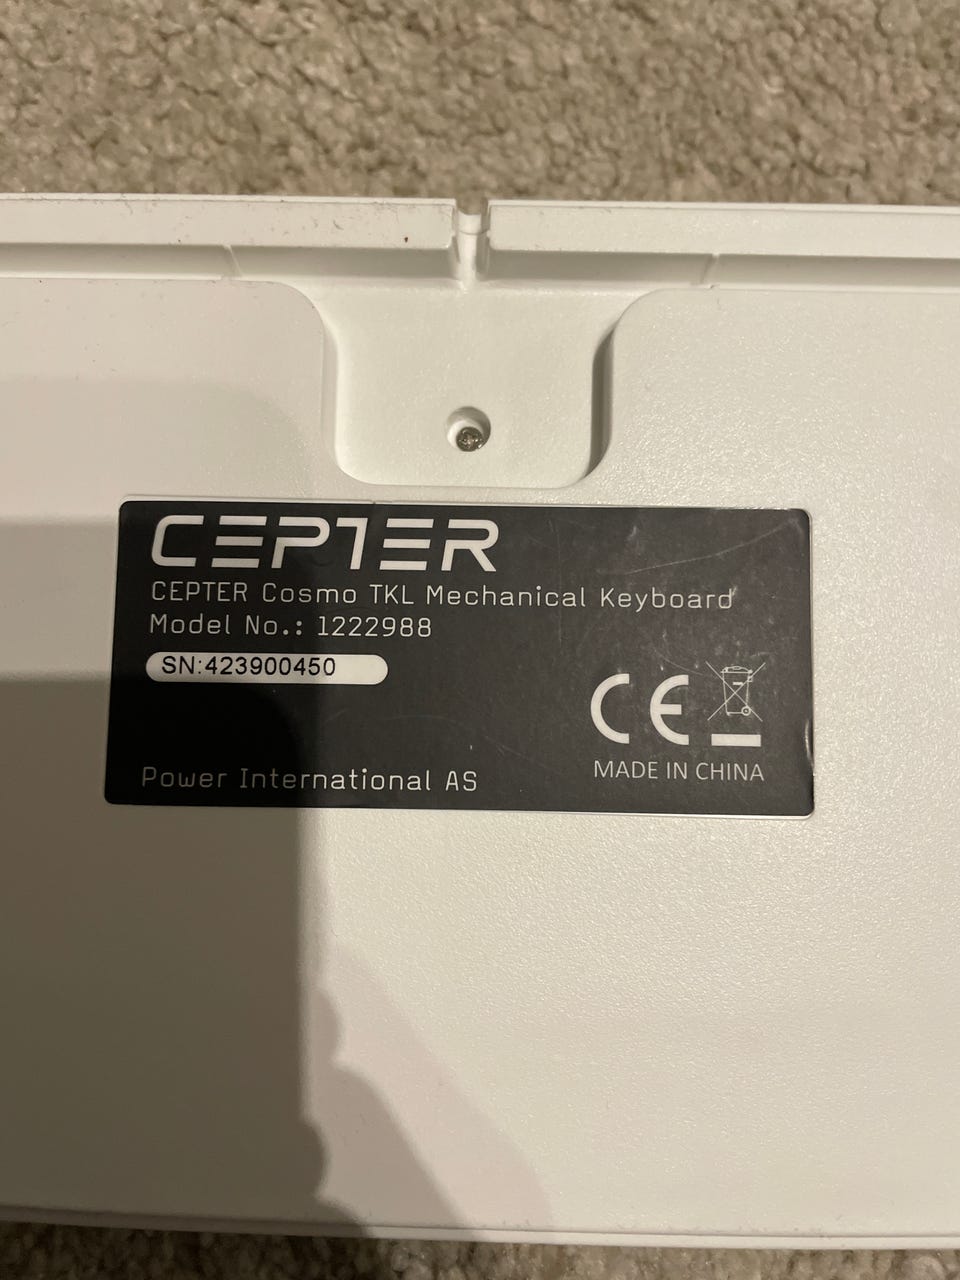 CEPTER
CEPTER Cosmo TKL Mechanical Keyboard
Model No.: 1222988
SN:423900450
CE
Power International AS
MADE IN CHINA